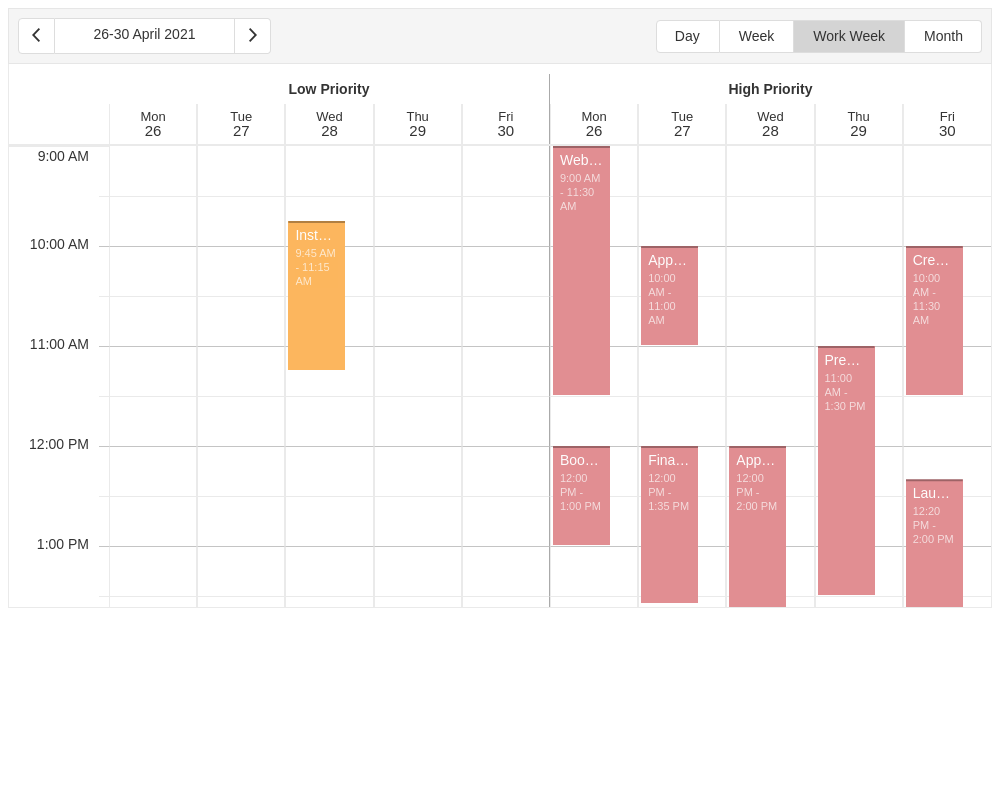 26-30 April 2021
Day Week Work Week Month
Low Priority High Priority
Mon Tue Wed Thu Fri Mon Tue Wed Thu Fri
26 27 28 29 30 26 27 28 29 30
9:00 AM
10:00 AM
11:00 AM
12:00 PM
1:00 PM
Inst...
9:45 AM
- 11:15
AM
Web...
9:00 AM
- 11:30
AM
Boo...
12:00
PM -
1:00 PM
App...
10:00
AM -
11:00
AM
Fina...
12:00
PM -
1:35 PM
App...
12:00
PM -
2:00 PM
Pre...
11:00
AM -
1:30 PM
Cre...
10:00
AM -
11:30
AM
Lau...
12:20
PM -
2:00 PM